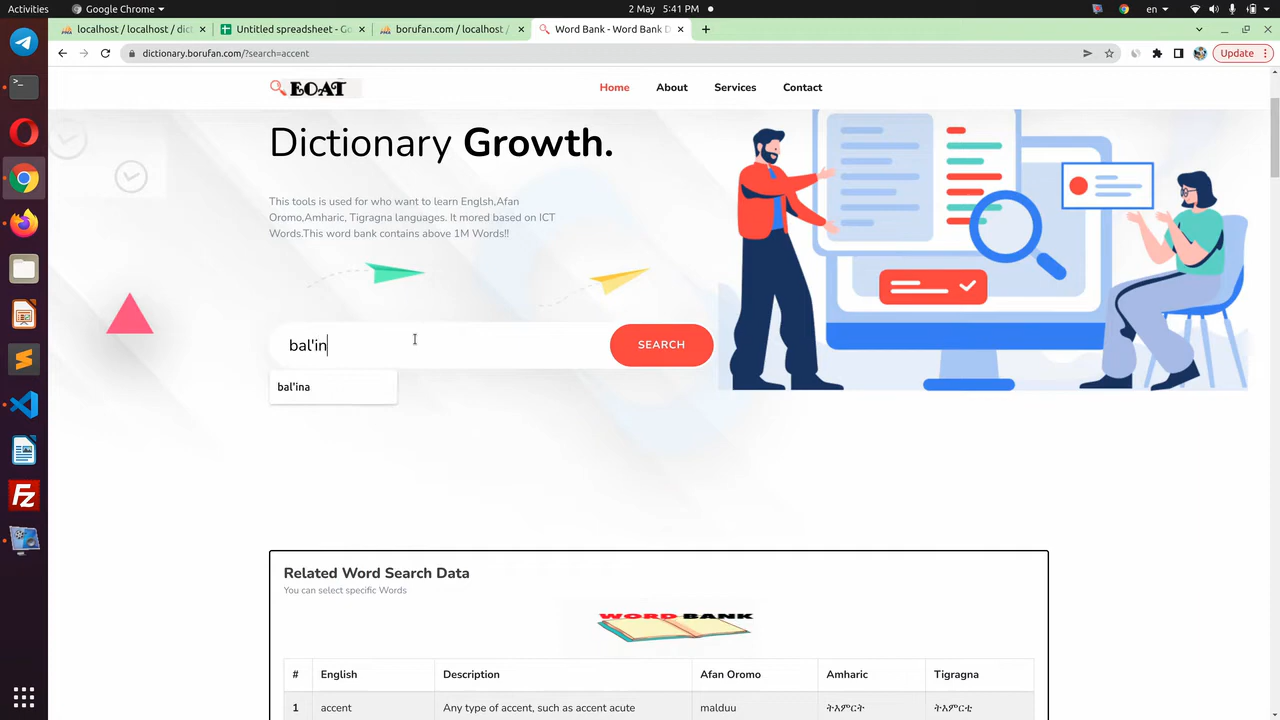 Activities
Google Chrome
2 May 5:41 PM
en
localhost / localhost / dict
Untitled spreadsheet - Go
borufan.com / localhost /
Word Bank - Word Bank D
dictionary.borufan.com/?search=accent
Update
EOAT
Home
About
Services
Contact
Dictionary Growth.
This tools is used for who want to learn Englsh,Afan
Oromo,Amharic, Tigragna languages. It mored based on ICT
Words.This word bank contains above 1M Words!!
bal'in
SEARCH
bal'ina
Related Word Search Data
You can select specific Words
WORD BANK
# English Description Afan Oromo Amharic Tigragna
1 accent Any type of accent, such as accent acute malduu ትእምርት ትእምርቲ